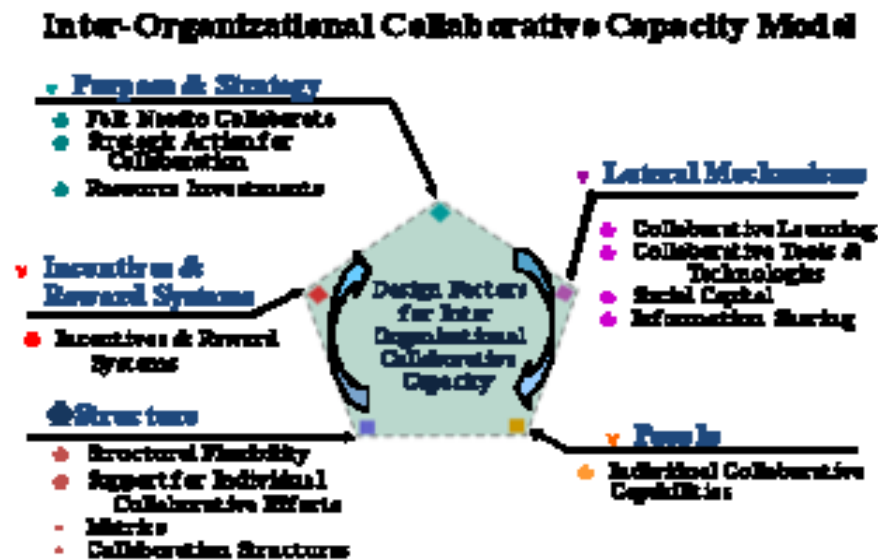 Inter-Organizational Collaborative Capacity Model
Purpose & Strategy
Felt Need to Collaborate
Strategic Action for
Collaboration
Resource Investments
Lateral Mechanisms
Collaborative Learning
Collaborative Tools &
Technologies
Social Capital
Information Sharing
Incentives &
Reward Systems
Incentives & Reward
Systems
Design Factors
for Inter
Organizational
Collaborative
Capacity
Structure
Structural Flexibility
Support for Individual
Collaborative Efforts
Metrics
Collaboration Structures
People
Individual Collaborative
Capabilities